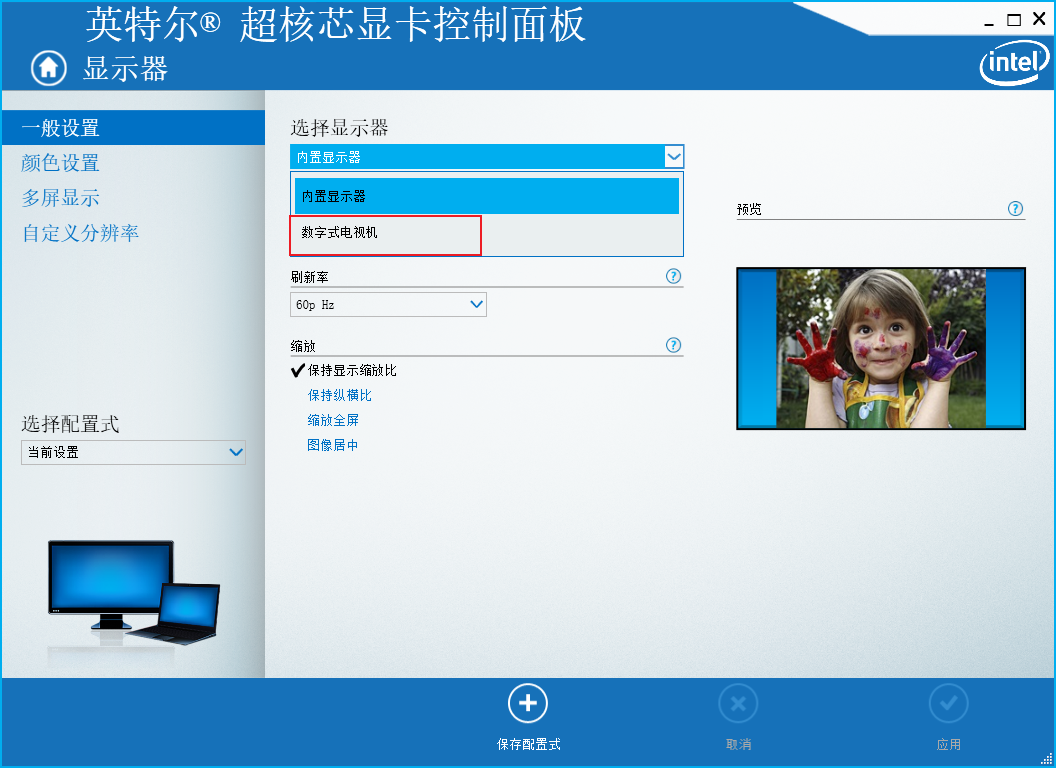 英特尔® 超核芯显卡控制面板
显示器
intel
一般设置
颜色设置
多屏显示
自定义分辨率
选择配置式
当前设置
选择显示器
内置显示器
内置显示器
数字式电视机
刷新率
?
60p Hz
缩放
?
保持显示缩放比
保持纵横比
缩放全屏
图像居中
预览
?
保存配置式
取消
应用